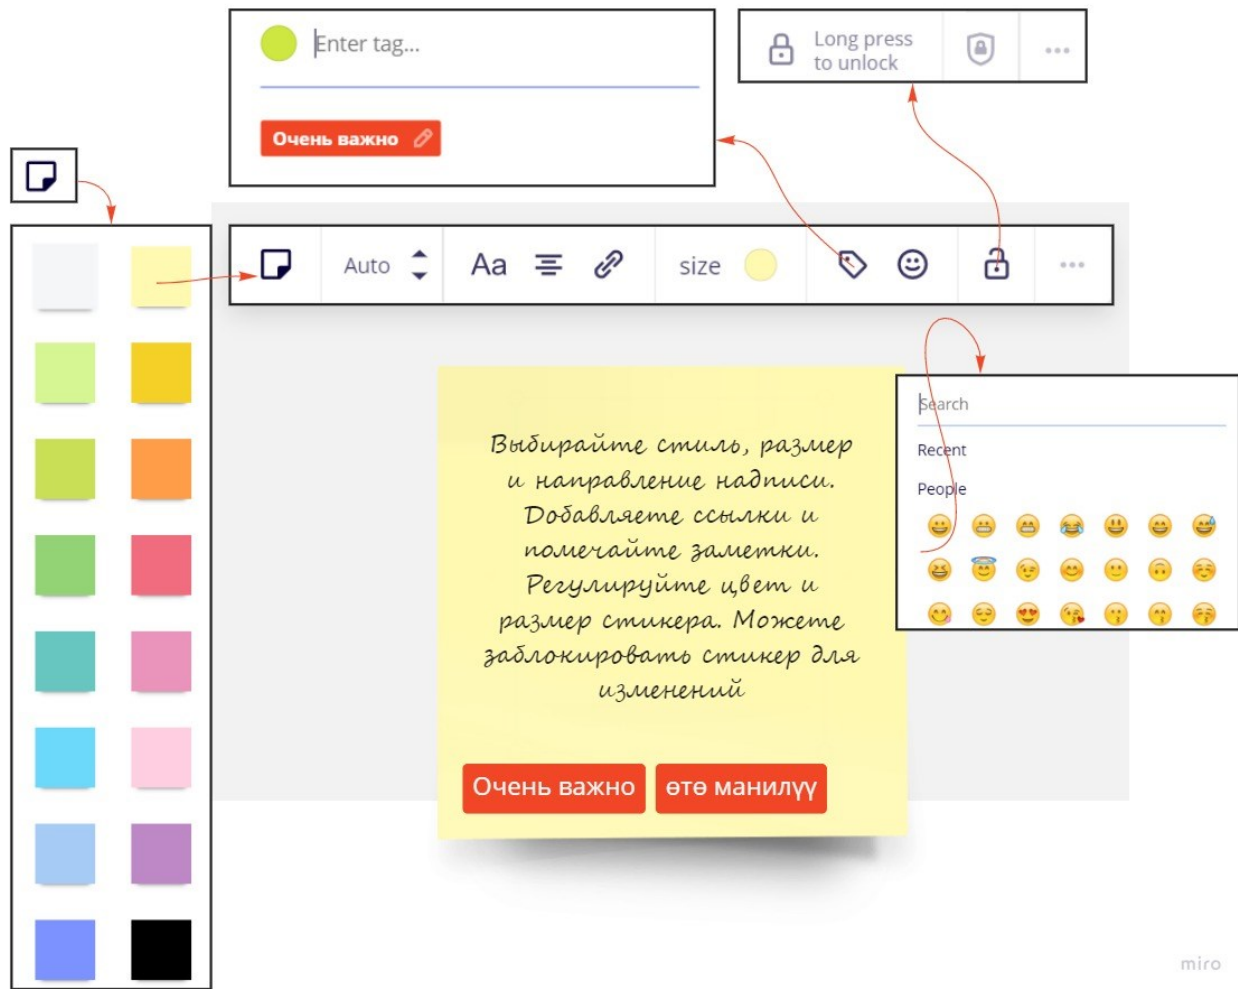 Enter tag...
Очень важно
Long press
to unlock
Auto
Aa
size
Выбирайте стиль, размер
и направление надписи.
Добавляете ссылки и
помечайте заметки.
Регулируйте цвет и
размер стикера. Можете
заблокировать стикер для
изменений
Очень важно
өтө манилүү
Search
Recent
People
miro